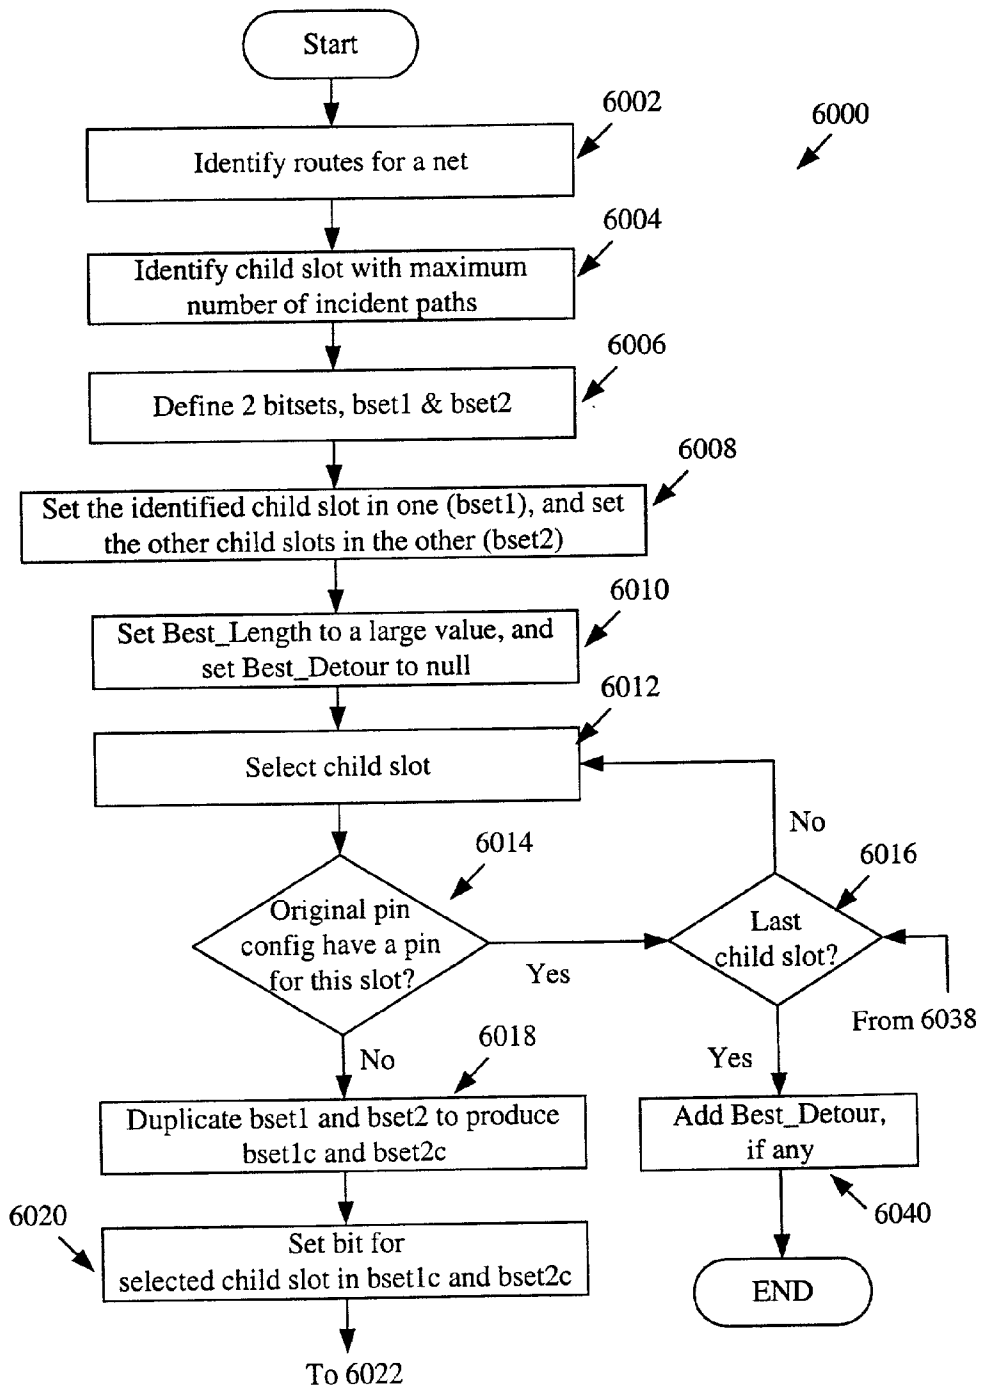 Start
6002
6000
Identify routes for a net
6004
Identify child slot with maximum
number of incident paths
6006
Define 2 bitsets, bset1 & bset2
6008
Set the identified child slot in one (bset1), and set
the other child slots in the other (bset2)
6010
Set Best_Length to a large value, and
set Best_Detour to null
6012
Select child slot
No
6014
6016
Original pin
config have a pin
for this slot?
Last
child slot?
Yes
From 6038
No
6018
Yes
Duplicate bset1 and bset2 to produce
bset1c and bset2c
Add Best_Detour,
if any
6020
6040
Set bit for
selected child slot in bset1c and bset2c
END
To 6022